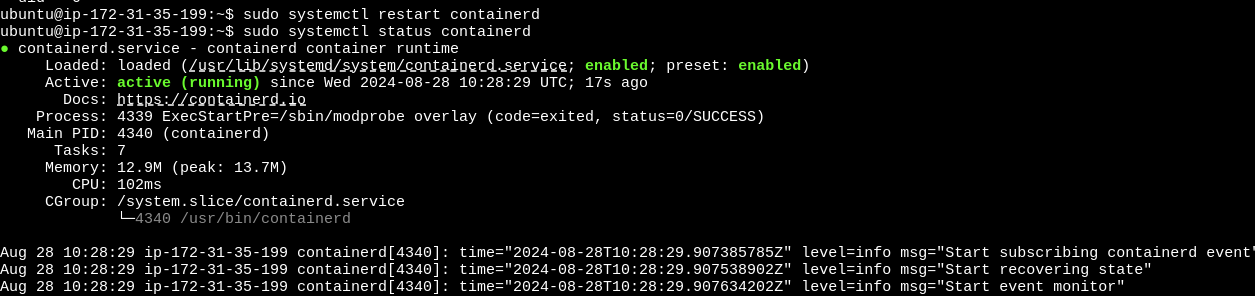 ubuntu@ip-172-31-35-199:~$ sudo systemctl restart containerd
ubuntu@ip-172-31-35-199:~$ sudo systemctl status containerd
● containerd.service - containerd container runtime
     Loaded: loaded (/usr/lib/systemd/system/containerd.service; enabled; preset: enabled)
     Active: active (running) since Wed 2024-08-28 10:28:29 UTC; 17s ago
       Docs: https://containerd.io
    Process: 4339 ExecStartPre=/sbin/modprobe overlay (code=exited, status=0/SUCCESS)
   Main PID: 4340 (containerd)
      Tasks: 7
     Memory: 12.9M (peak: 13.7M)
        CPU: 102ms
     CGroup: /system.slice/containerd.service
             └─4340 /usr/bin/containerd
Aug 28 10:28:29 ip-172-31-35-199 containerd[4340]: time="2024-08-28T10:28:29.907385785Z" level=info msg="Start subscribing containerd event"
Aug 28 10:28:29 ip-172-31-35-199 containerd[4340]: time="2024-08-28T10:28:29.907538902Z" level=info msg="Start recovering state"
Aug 28 10:28:29 ip-172-31-35-199 containerd[4340]: time="2024-08-28T10:28:29.907634202Z" level=info msg="Start event monitor"